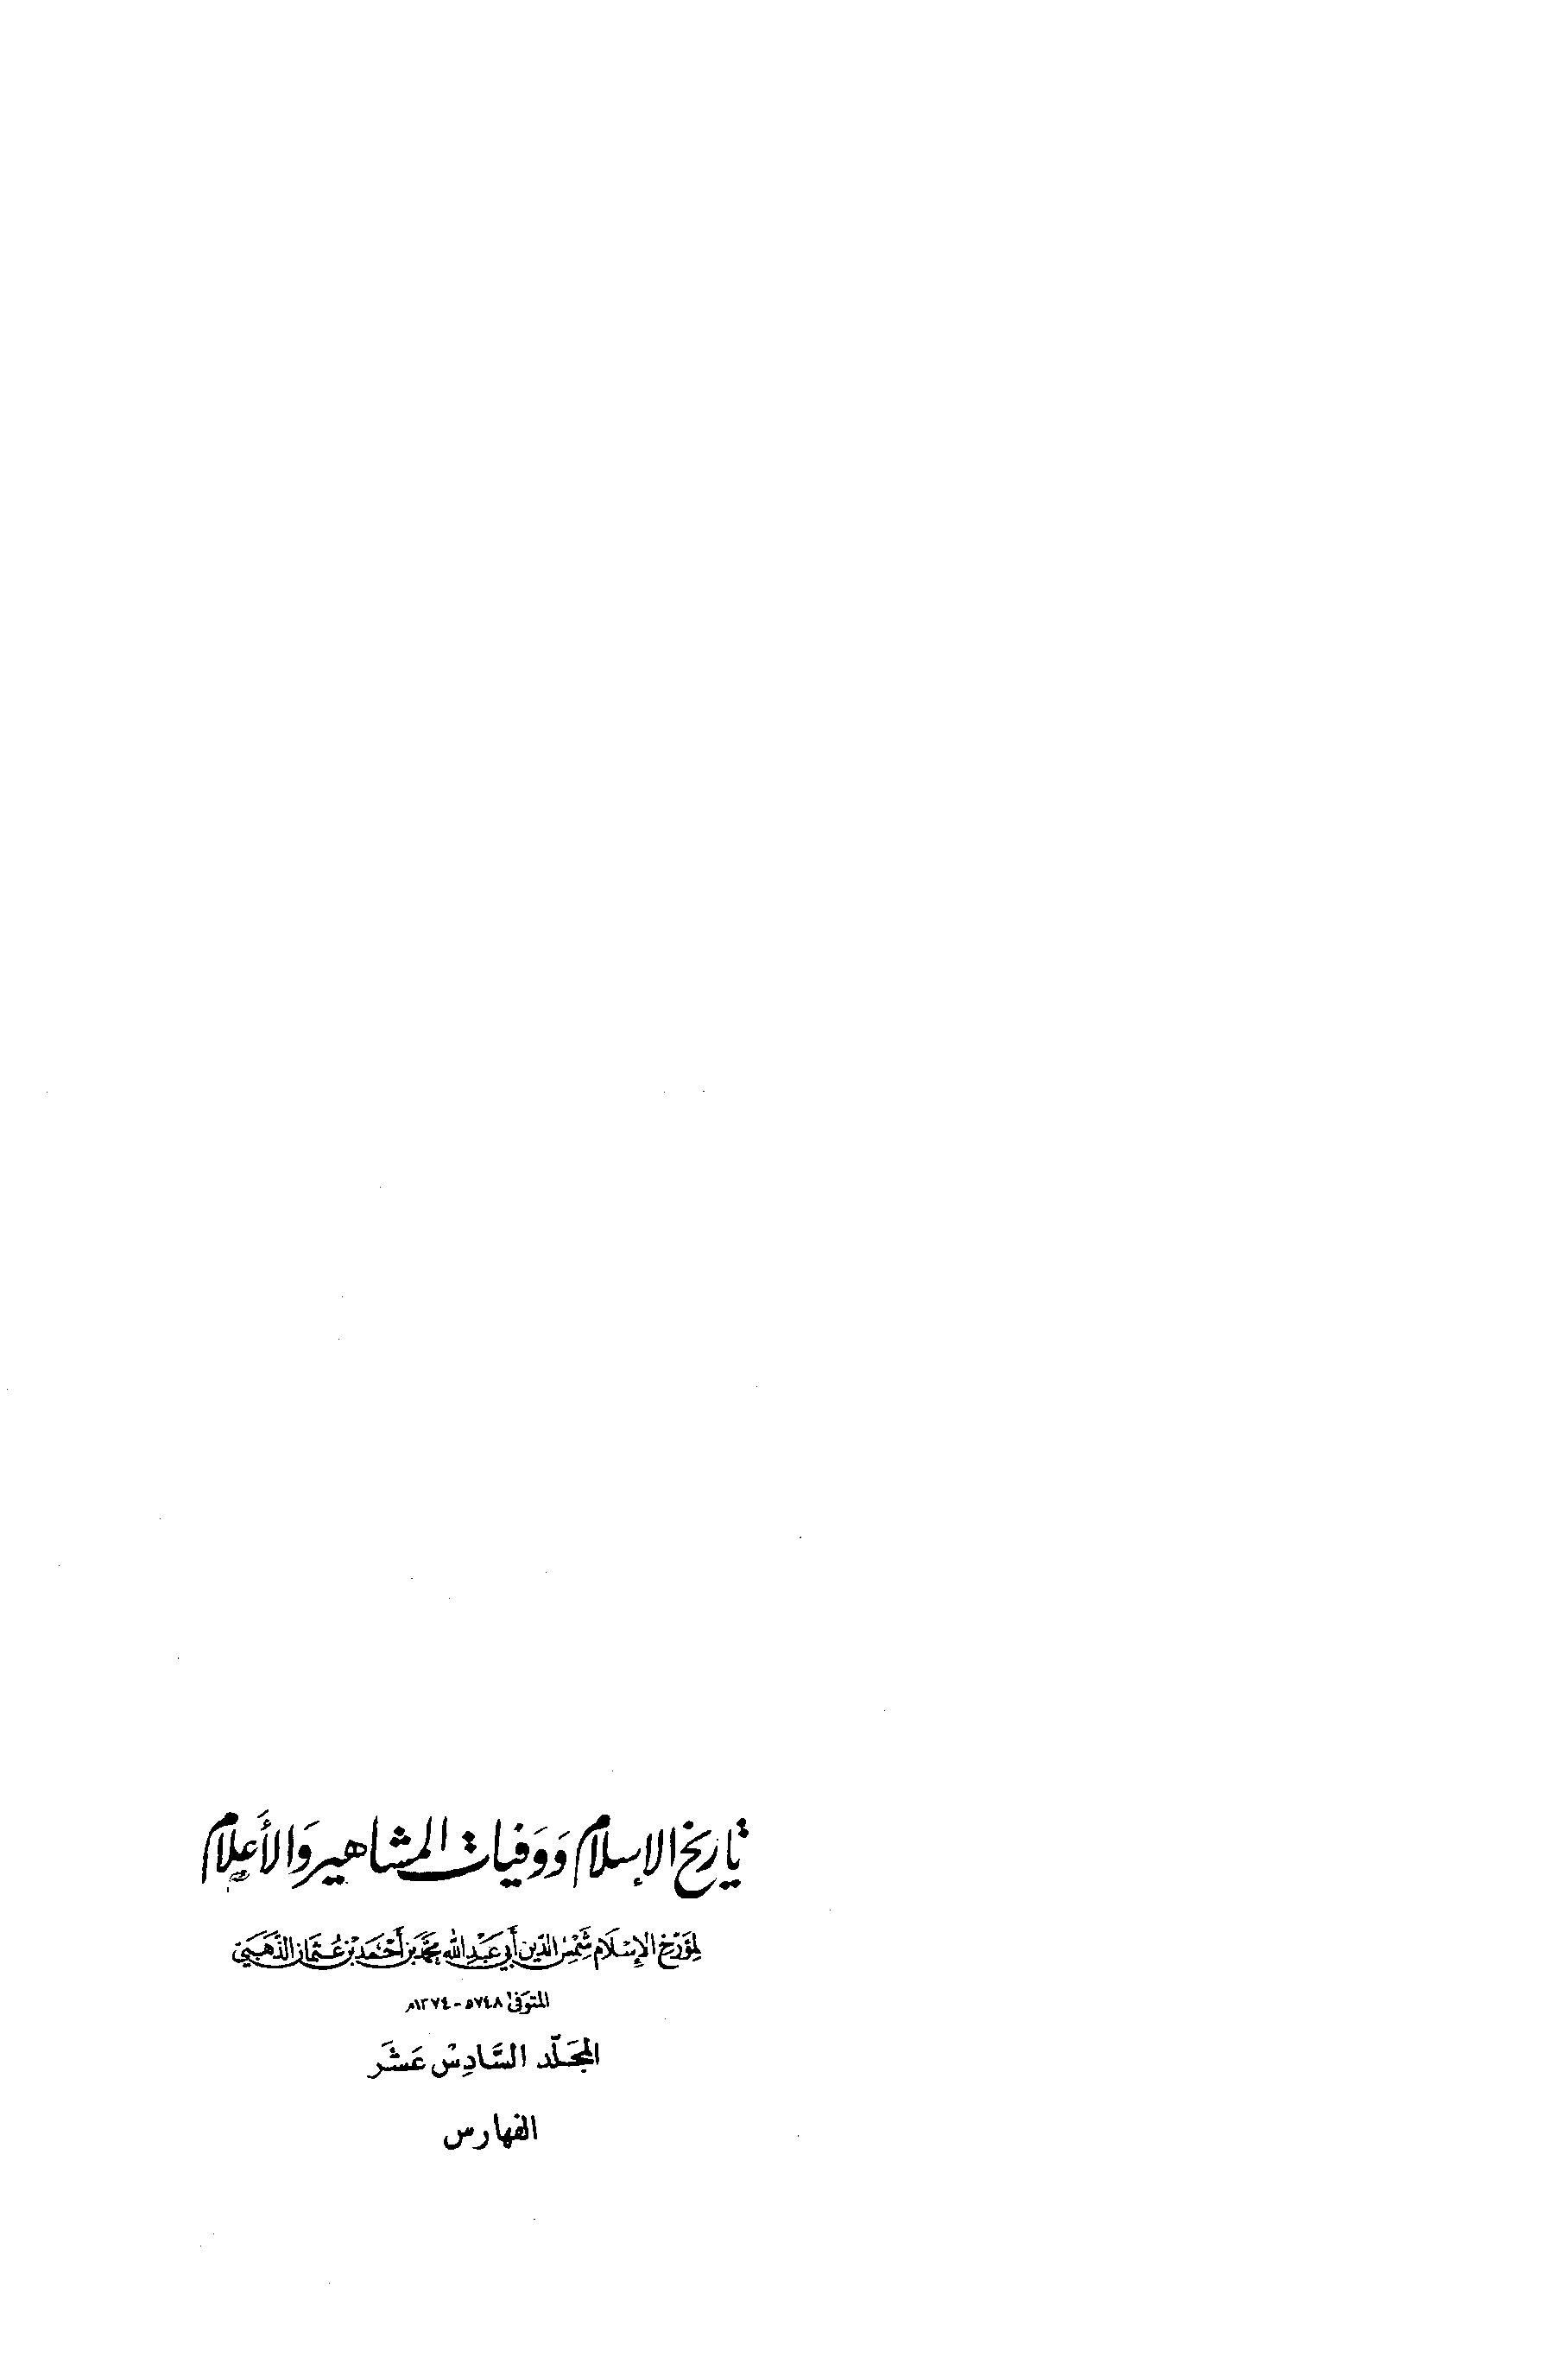 تاريخ الإسلام ووفيات المشاهير والأعلام
لمؤرخ الإسلام شمس الدين أبي عبد الله محمد بن أحمد بن عثمان الذهبي
المتوفى ٧٤٨ه - ١٣٧٤م
المجلد السادس عشر
الفهارس